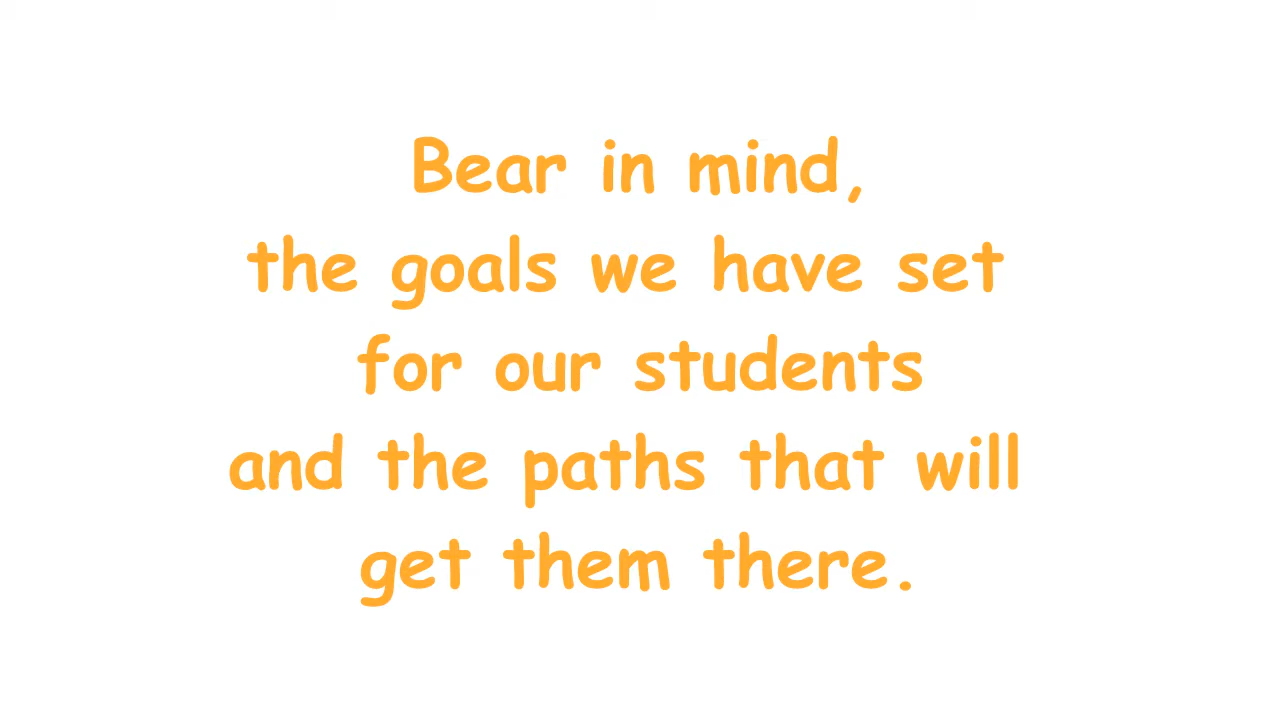 Bear in mind,
the goals we have set
for our students
and the paths that will
get them there.